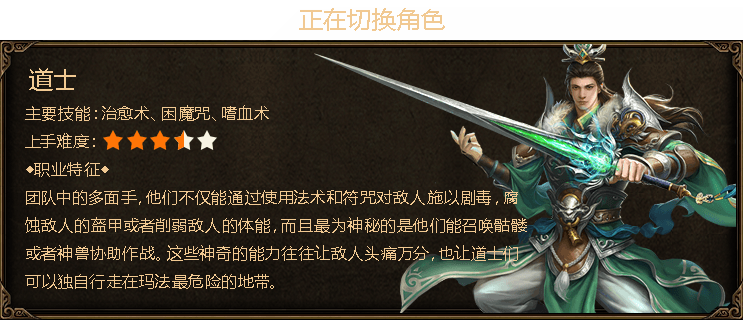 正在切换角色
道士
主要技能:治愈术、困魔咒、嗜血术
上手难度:
◆职业特征◆
团队中的多面手,他们不仅能通过使用法术和符咒对敌人施以剧毒,腐
蚀敌人的盔甲或者削弱敌人的体能,而且最为神秘的是他们能召唤骷髅
或者神兽协助作战。这些神奇的能力往往让敌人头痛万分,也让道士们
可以独自行走在玛法最危险的地带。